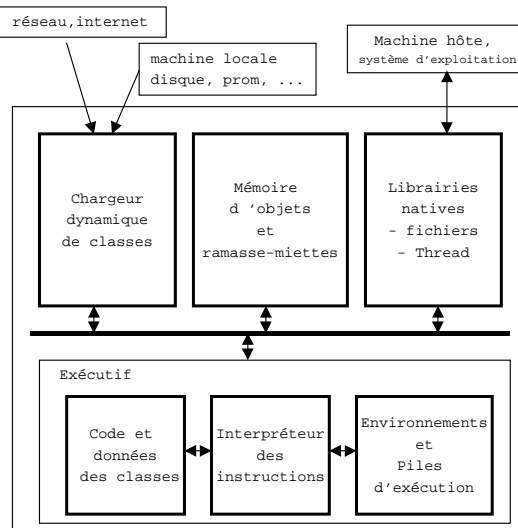 réseau,internet
machine locale
disque, prom, ...
Machine hôte,
système d'exploitation
Chargeur
dynamique
de classes
Mémoire
d 'objets
et
ramasse-miettes
Librairies
natives
- fichiers
- Thread
Exécutif
Code et
données
des classes
Interpréteur
des
instructions
Environnements
et
Piles
d'exécution